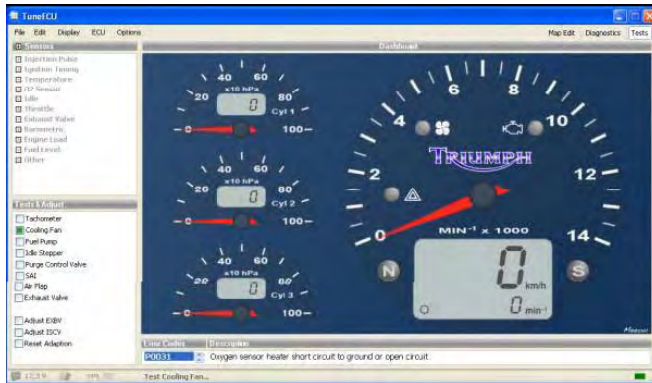 TuneECU
File Edit Display ECU Options
Map Edit Diagnostics Tests
Sensors
Dashboard
Injection Pulse
Ignition Timing
Temperature
O2 Sensor
Idle
Throttle
Exhaust Valve
Barometric
Engine Load
Fuel Level
Other
Tests & Adjust
Tachometer
Cooling Fan
Fuel Pump
Idle Stepper
Purge Control Valve
SAI
Air Flap
Exhaust Valve
Adjust EXBV
Adjust ISCV
Reset Adaption
0 20 40 60 80 100
x10 hPa
0
Cyl 1
0 20 40 60 80 100
x10 hPa
0
Cyl 2
0 20 40 60 80 100
x10 hPa
0
Cyl 3
0 2 4 6 8 10 12 14
TRIUMPH
MIN-1 x 1000
N
S
0 km/h
0 min-1
Error Codes Description
P0031 Oxygen sensor heater short circuit to ground or open circuit
Test Cooling Fan...